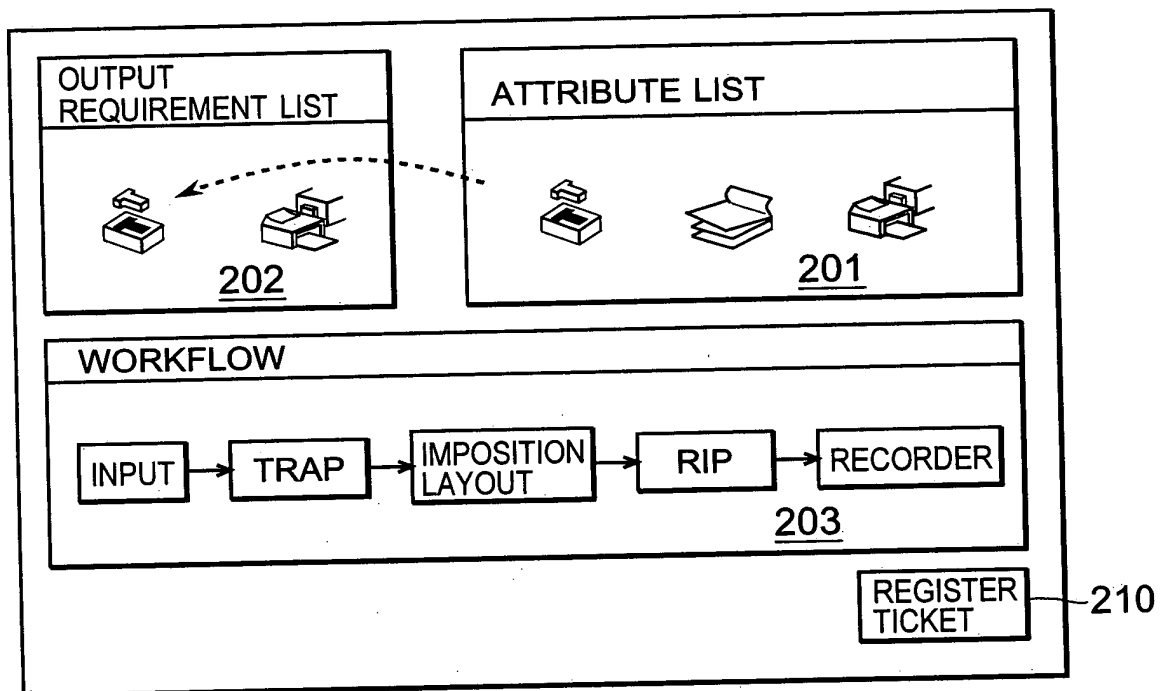 OUTPUT
REQUIREMENT LIST
202
ATTRIBUTE LIST
201
WORKFLOW
INPUT
TRAP
IMPOSITION
LAYOUT
RIP
RECORDER
203
REGISTER
TICKET
210